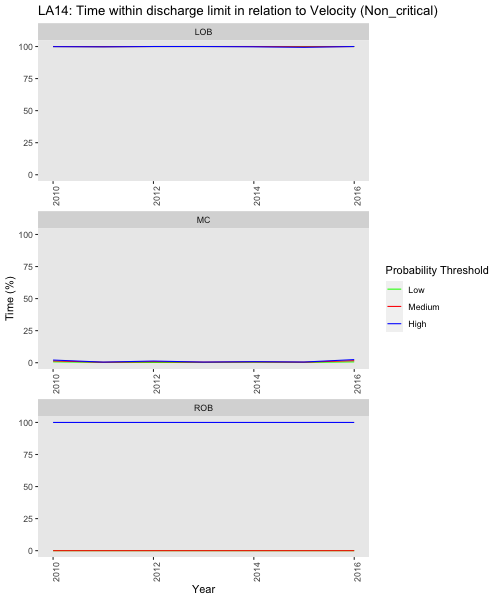 LA14: Time within discharge limit in relation to Velocity (Non_critical)
LOB
100
75
50
25
0
2010
2012
2014
2016
MC
100
75
50
25
0
2010
2012
2014
2016
ROB
100
75
50
25
0
2010
2012
2014
2016
Time (%)
Year
Probability Threshold
Low
Medium
High